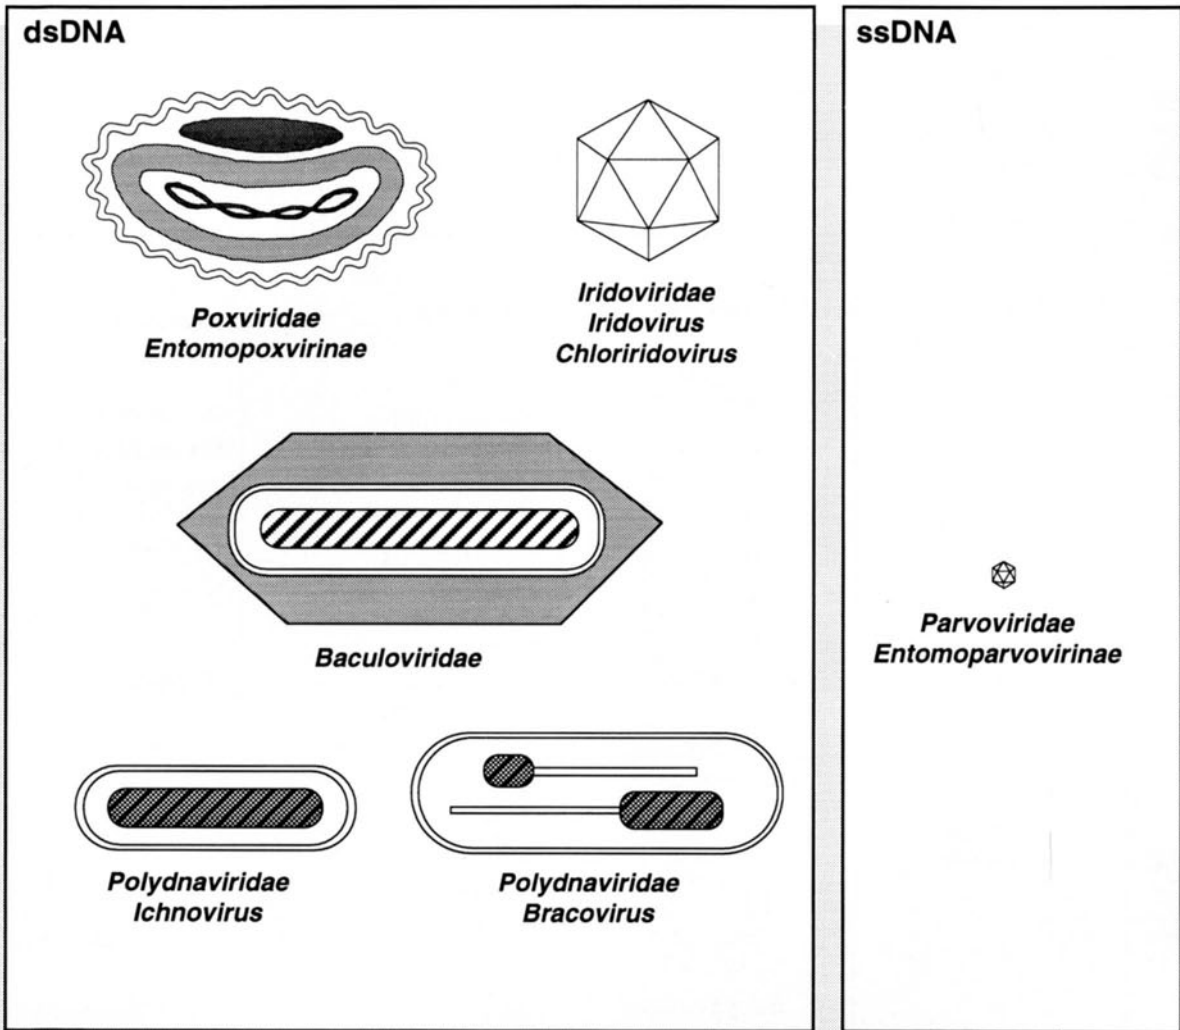 dsDNA
Poxviridae
Entomopoxvirinae
Iridoviridae
Iridovirus
Chloriridovirus
Baculoviridae
Polydnaviridae
Ichnovirus
Polydnaviridae
Bracovirus
ssDNA
Parvoviridae
Entomoparvovirinae